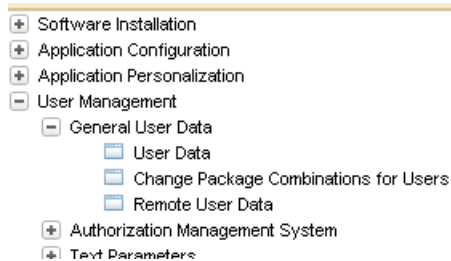 Software Installation
Application Configuration
Application Personalization
User Management
General User Data
User Data
Change Package Combinations for Users
Remote User Data
Authorization Management System
Text Parameters